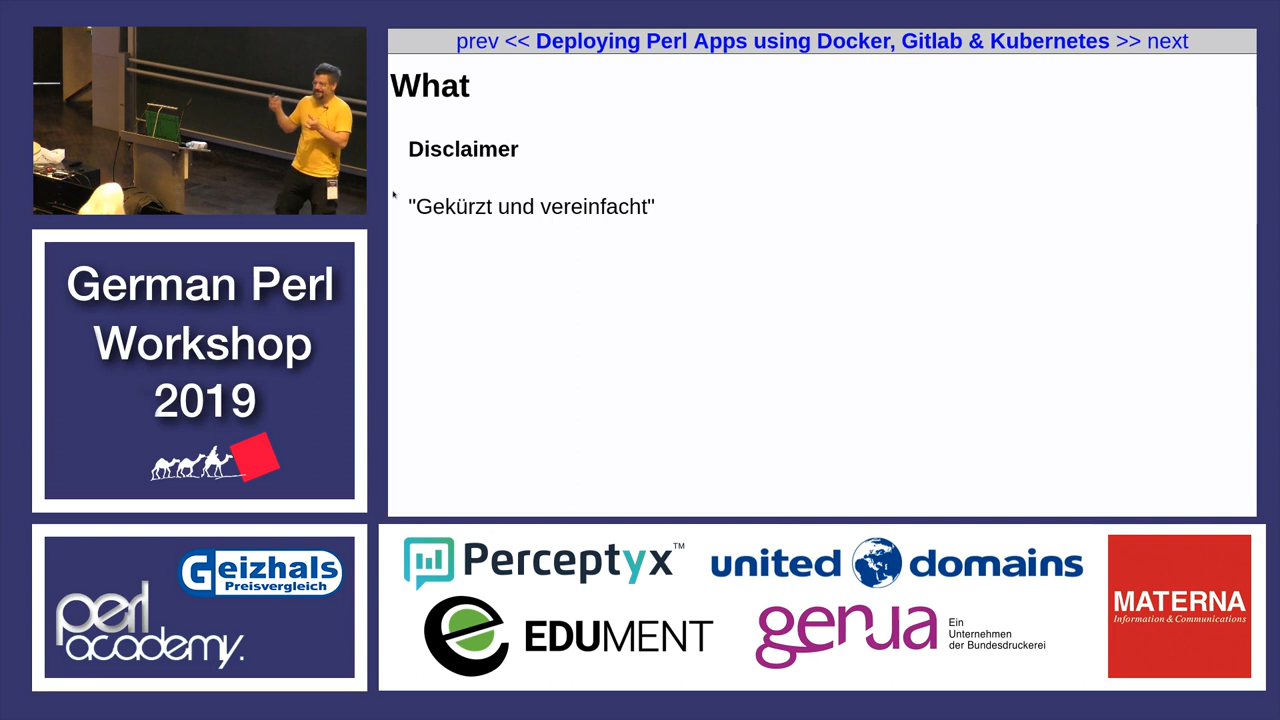 prev << Deploying Perl Apps using Docker, Gitlab & Kubernetes >> next
What
Disclaimer
"Gekürzt und vereinfacht"
German Perl
Workshop
2019
Geizhals
Preisvergleich
perl
academy.
Perceptyx™
united domains
EDUMENT
genua
Ein
Unternehmen
der Bundesdruckerei
MATERNA
Information & Communications